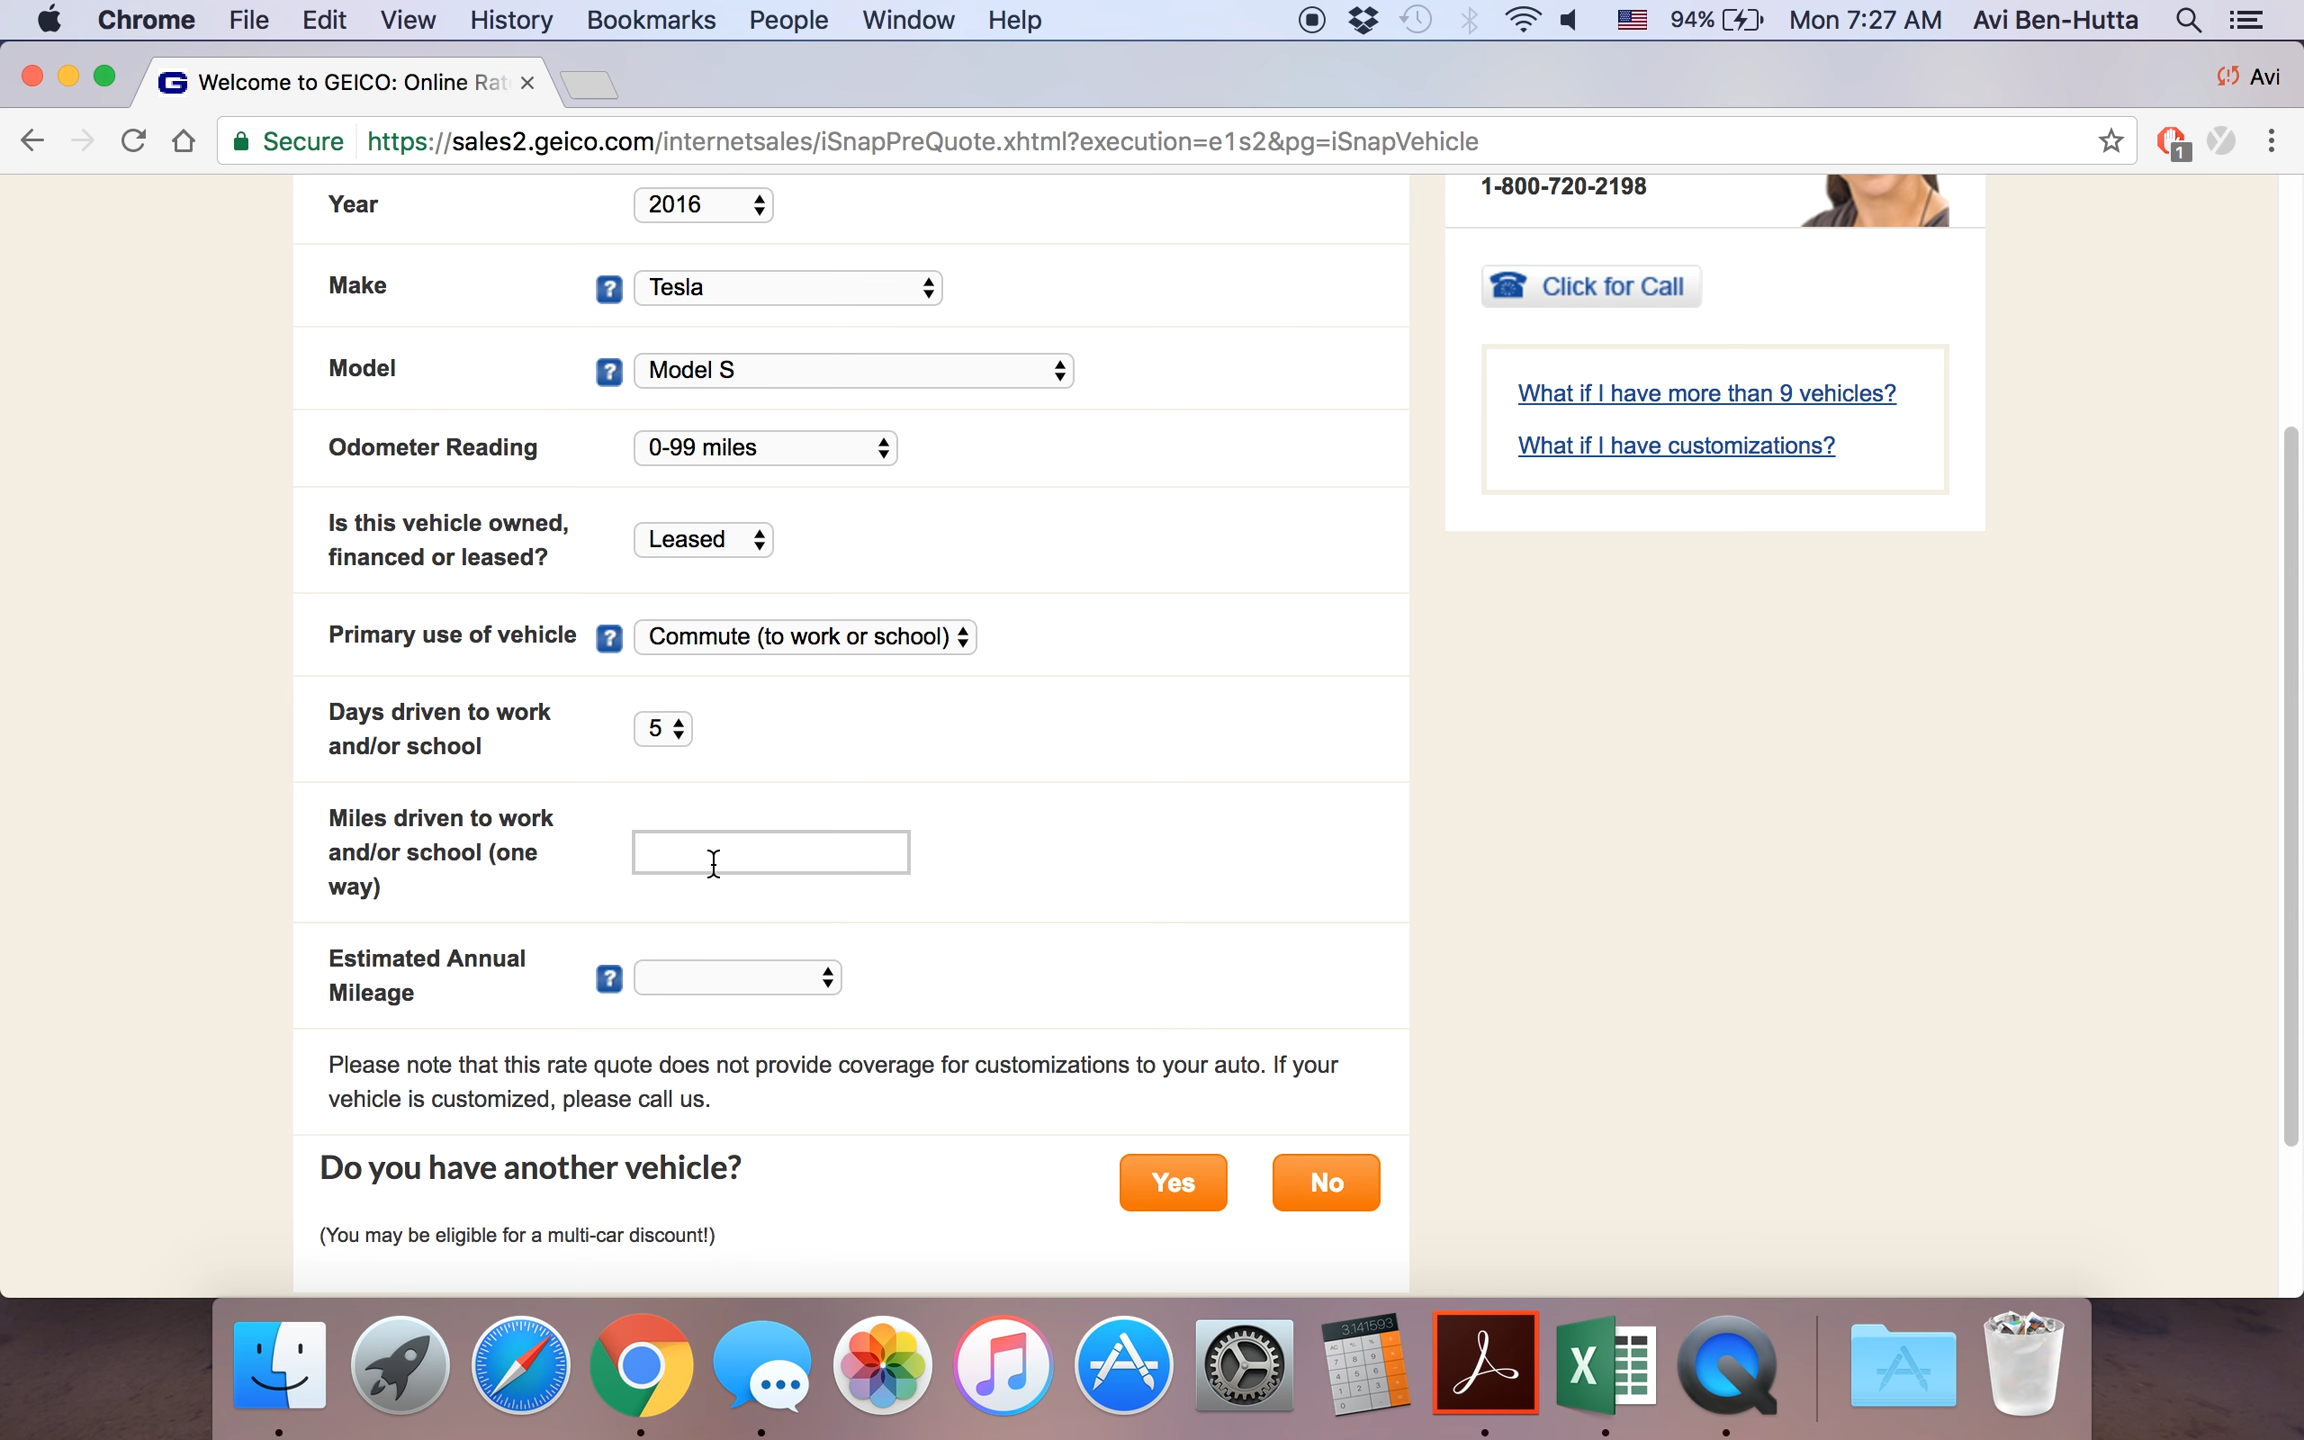 Chrome File Edit View History Bookmarks People Window Help 94% Mon 7:27 AM Avi Ben-Hutta
Welcome to GEICO: Online Rat Avi
Secure https://sales2.geico.com/internetsales/iSnapPreQuote.xhtml?execution=e1s2&pg=iSnapVehicle 1
Year 2016
1-800-720-2198
Make ? Tesla
Click for Call
Model ? Model S
What if I have more than 9 vehicles?
What if I have customizations?
Odometer Reading 0-99 miles
Is this vehicle owned,
financed or leased?
Leased
Primary use of vehicle ? Commute (to work or school)
Days driven to work
and/or school
5
Miles driven to work
and/or school (one
way)
Estimated Annual
Mileage
?
Please note that this rate quote does not provide coverage for customizations to your auto. If your
vehicle is customized, please call us.
Do you have another vehicle? Yes No
(You may be eligible for a multi-car discount!)
3.141593